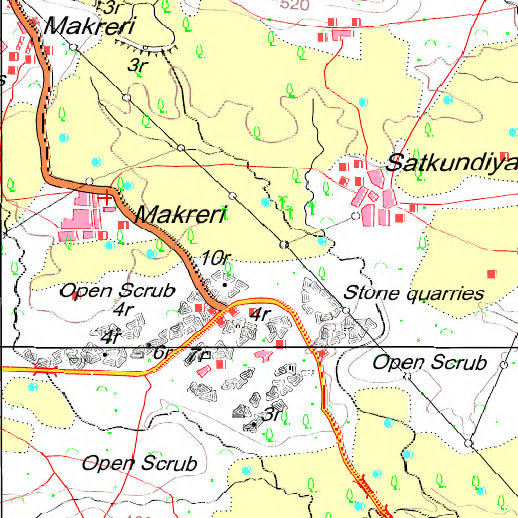 3r
520
Makreri
3r
Satkundiya
Makreri
10r
Open Scrub
Stone quarries
4r
4r
4r
6r
7r
Open Scrub
3r
Open Scrub